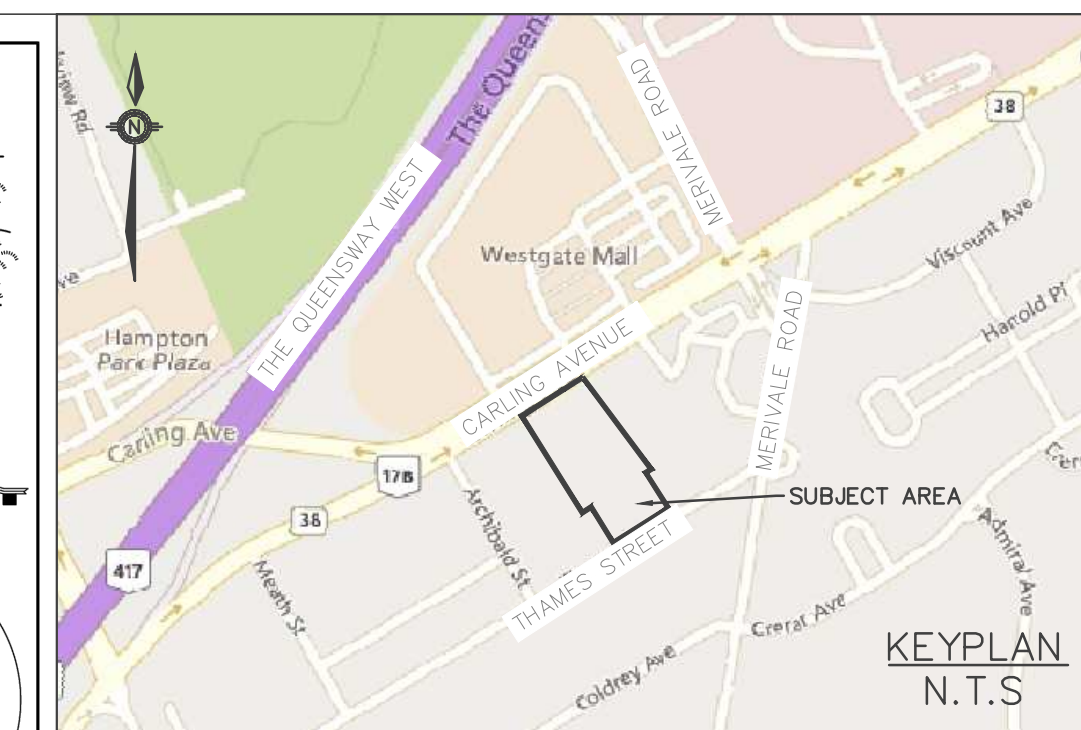 The Queen
MERIVALE ROAD
38
N
THE QUEENSWAY WEST
Westgate Mall
Viscount Ave
Harold Pl
Hampton
Park Plaza
CARLING AVENUE
MERIVALE ROAD
Carling Ave
17B
38
417
SUBJECT AREA
Archibald St
Meath St
THAMES STREET
Admiral Ave
Crerar Ave
Coldrey Ave
KEYPLAN
N.T.S